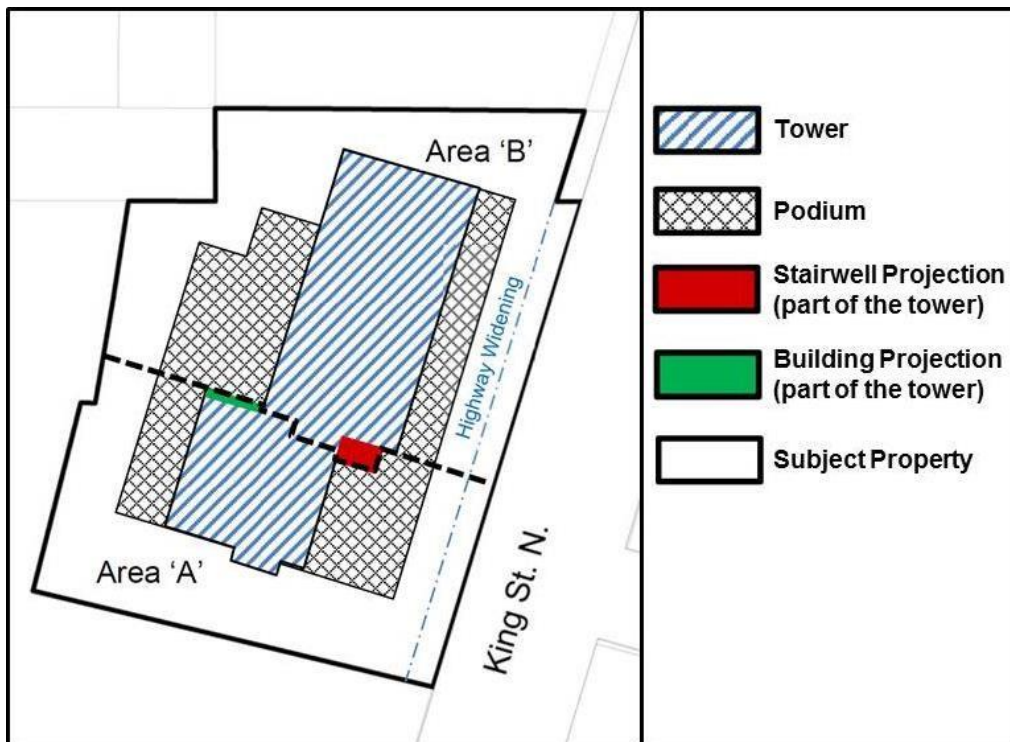 Area ‘B’
Highway Widening
Area ‘A’
King St. N.
Tower
Podium
Stairwell Projection
(part of the tower)
Building Projection
(part of the tower)
Subject Property